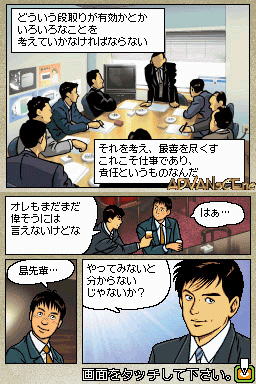 どういう段取りが有効かとか
いろいろなことを
考えていかなければならない
それを考え、最審を尽くす
これこそ仕事であり、
責任というものなんだ
ADVANsCEne
オレもまだまだ
偉そうには
言えないけどな
はぁ…
島先輩…
やってみないと
分からない
じゃないか?
画面をタッチして下さい。